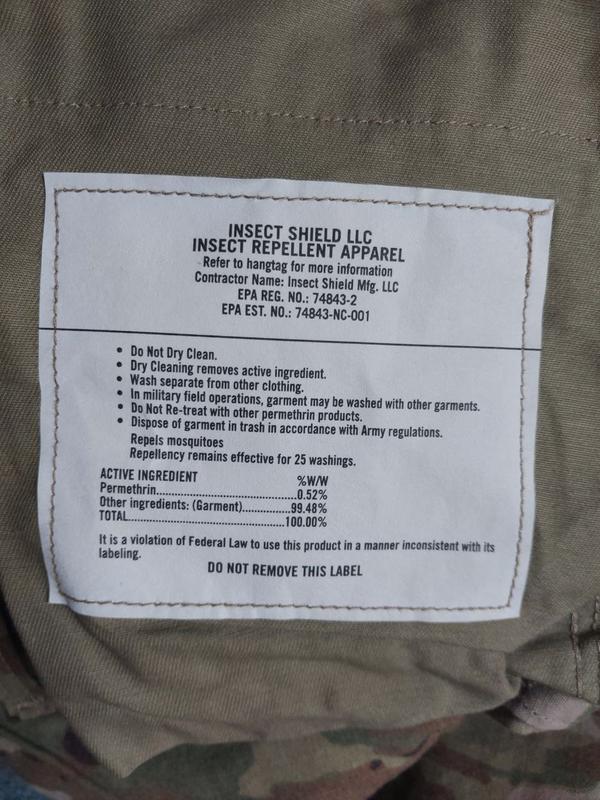 INSECT SHIELD LLC
INSECT REPELLENT APPAREL
Refer to hangtag for more information
Contractor Name: Insect Shield Mfg. LLC
EPA REG. NO.: 74843-2
EPA EST. NO.: 74843-NC-001
• Do Not Dry Clean.
• Dry Cleaning removes active ingredient.
• Wash separate from other clothing.
• In military field operations, garment may be washed with other garments.
• Do Not Re-treat with other permethrin products.
• Dispose of garment in trash in accordance with Army regulations.
Repels mosquitoes
Repellency remains effective for 25 washings.
ACTIVE INGREDIENT %W/W
Permethrin.......................................0.52%
Other ingredients: (Garment)..............99.48%
TOTAL............................................100.00%
It is a violation of Federal Law to use this product in a manner inconsistent with its
labeling.
DO NOT REMOVE THIS LABEL